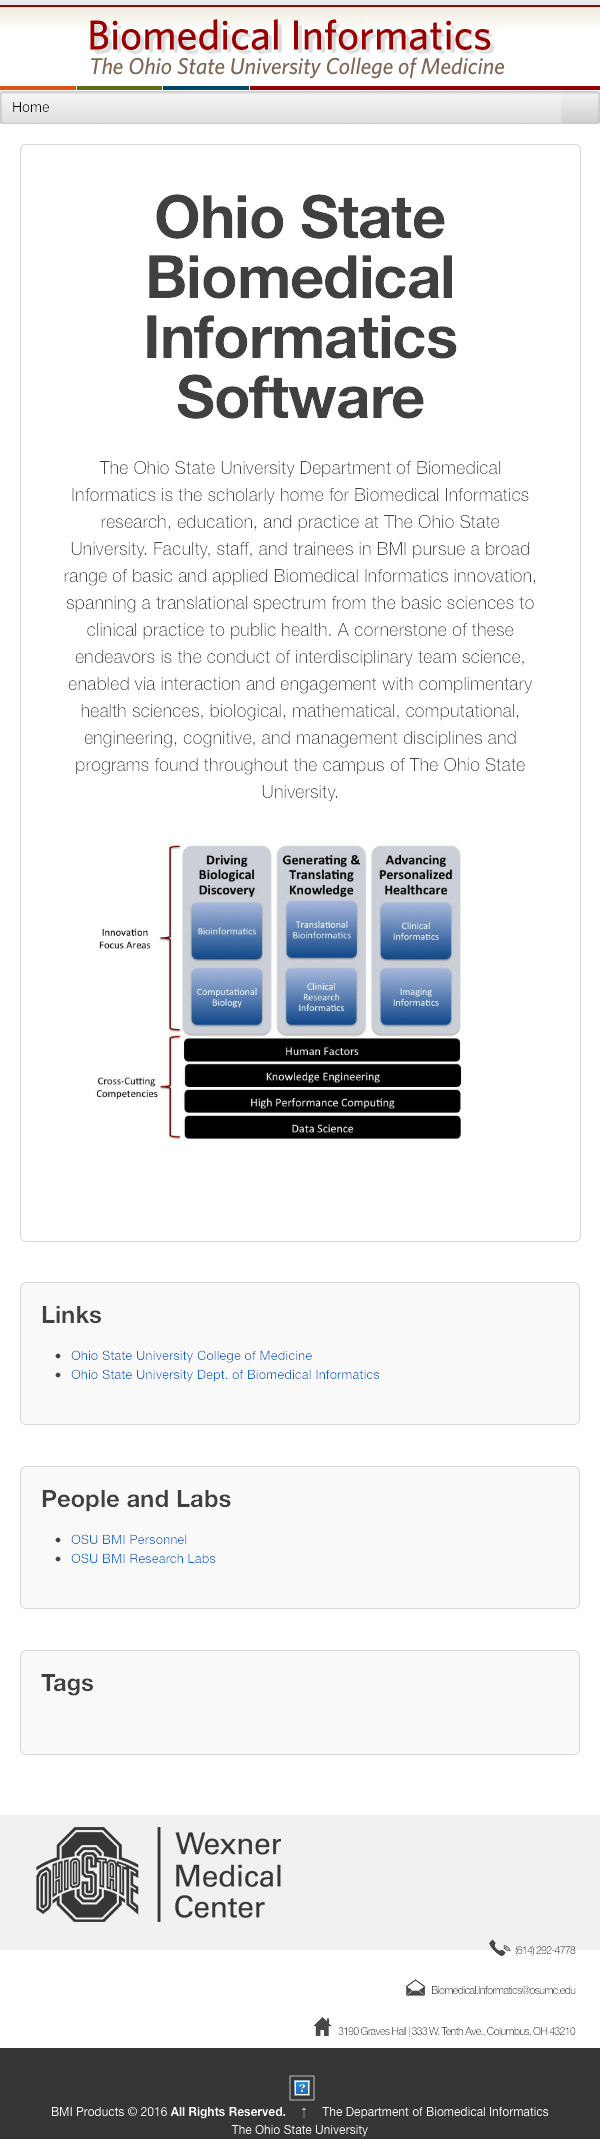 Biomedical Informatics
The Ohio State University College of Medicine
Home
Ohio State
Biomedical
Informatics
Software
The Ohio State University Department of Biomedical
Informatics is the scholarly home for Biomedical Informatics
research, education, and practice at The Ohio State
University. Faculty, staff, and trainees in BMI pursue a broad
range of basic and applied Biomedical Informatics innovation,
spanning a translational spectrum from the basic sciences to
clinical practice to public health. A cornerstone of these
endeavors is the conduct of interdisciplinary team science,
enabled via interaction and engagement with complimentary
health sciences, biological, mathematical, computational,
engineering, cognitive, and management disciplines and
programs found throughout the campus of The Ohio State
University.
Innovation
Focus Areas
Driving
Biological
Discovery
Bioinformatics
Computational
Biology
Generating &
Translating
Knowledge
Translational
Bioinformatics
Clinical
Research
Informatics
Advancing
Personalized
Healthcare
Clinical
Informatics
Imaging
Informatics
Cross-Cutting
Competencies
Human Factors
Knowledge Engineering
High Performance Computing
Data Science
Links
• Ohio State University College of Medicine
• Ohio State University Dept. of Biomedical Informatics
People and Labs
• OSU BMI Personnel
• OSU BMI Research Labs
Tags
OHIO STATE
Wexner
Medical
Center
(614) 292-4778
Biomedical.Informatics@osumc.edu
3190 Graves Hall | 333 W. Tenth Ave., Columbus, OH 43210
?
BMI Products © 2016 All Rights Reserved. ↑ The Department of Biomedical Informatics
The Ohio State University